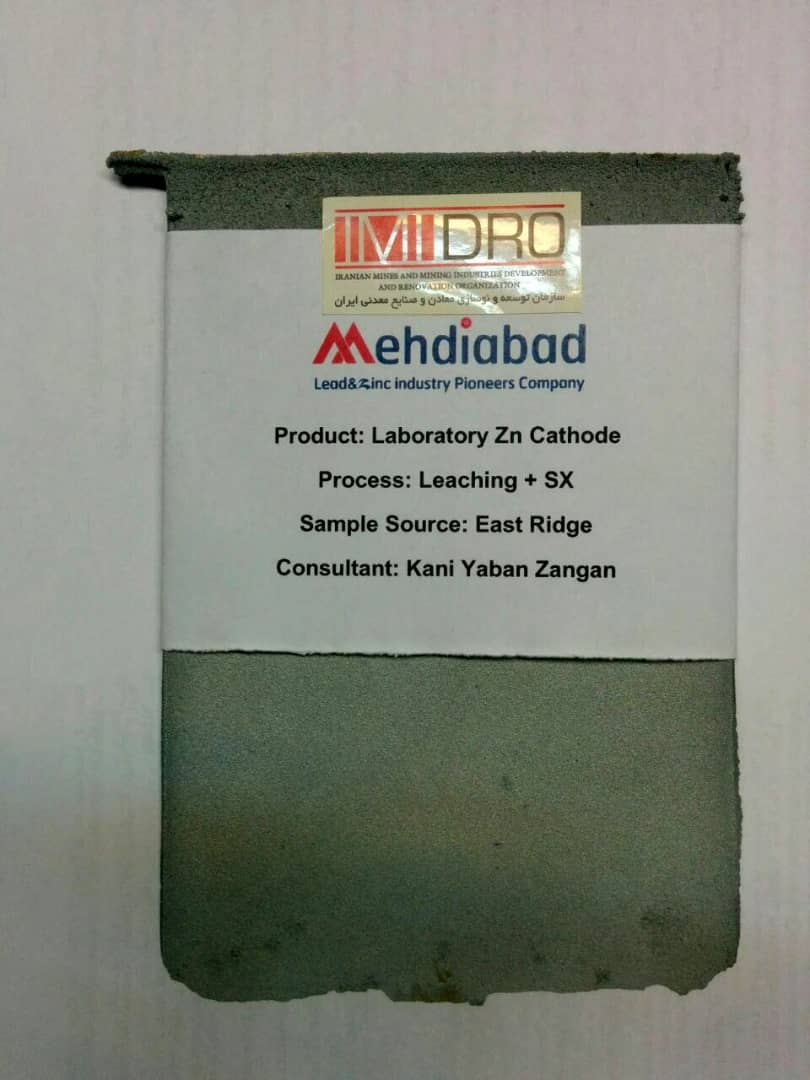 IMIDRO
IRANIAN MINES AND MINING INDUSTRIES DEVELOPMENT
AND RENOVATION ORGANIZATION
سازمان توسعه و نوسازی معادن و صنایع معدنی ایران
Mehdiabad
Lead&Zinc industry Pioneers Company
Product: Laboratory Zn Cathode
Process: Leaching + SX
Sample Source: East Ridge
Consultant: Kani Yaban Zangan